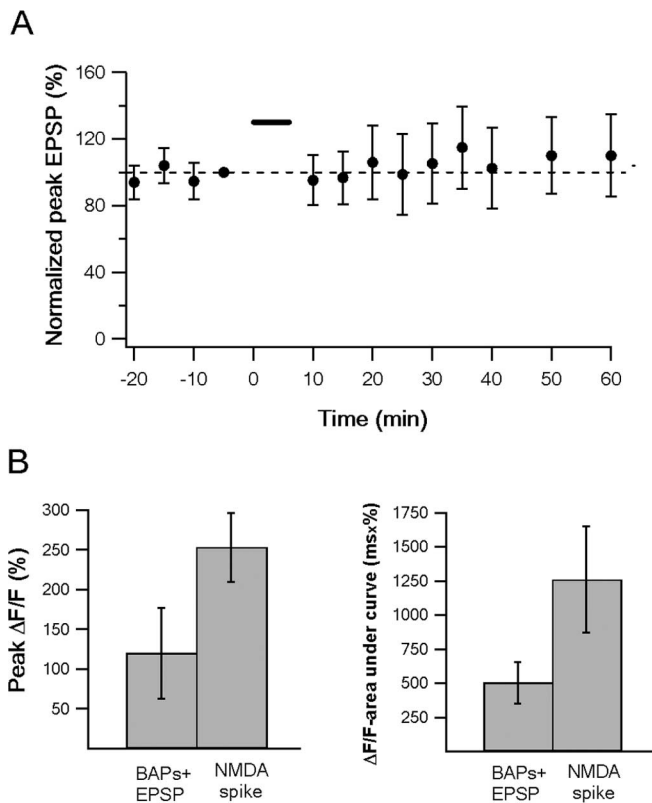 A
Normalized peak EPSP (%)
160
120
80
40
0
-20 -10 0 10 20 30 40 50 60
Time (min)
B
Peak ΔF/F (%)
300
250
200
150
100
50
BAPs+
EPSP
NMDA
spike
ΔF/F-area under curve (msx%)
1750
1500
1250
1000
750
500
250
BAPs+
EPSP
NMDA
spike